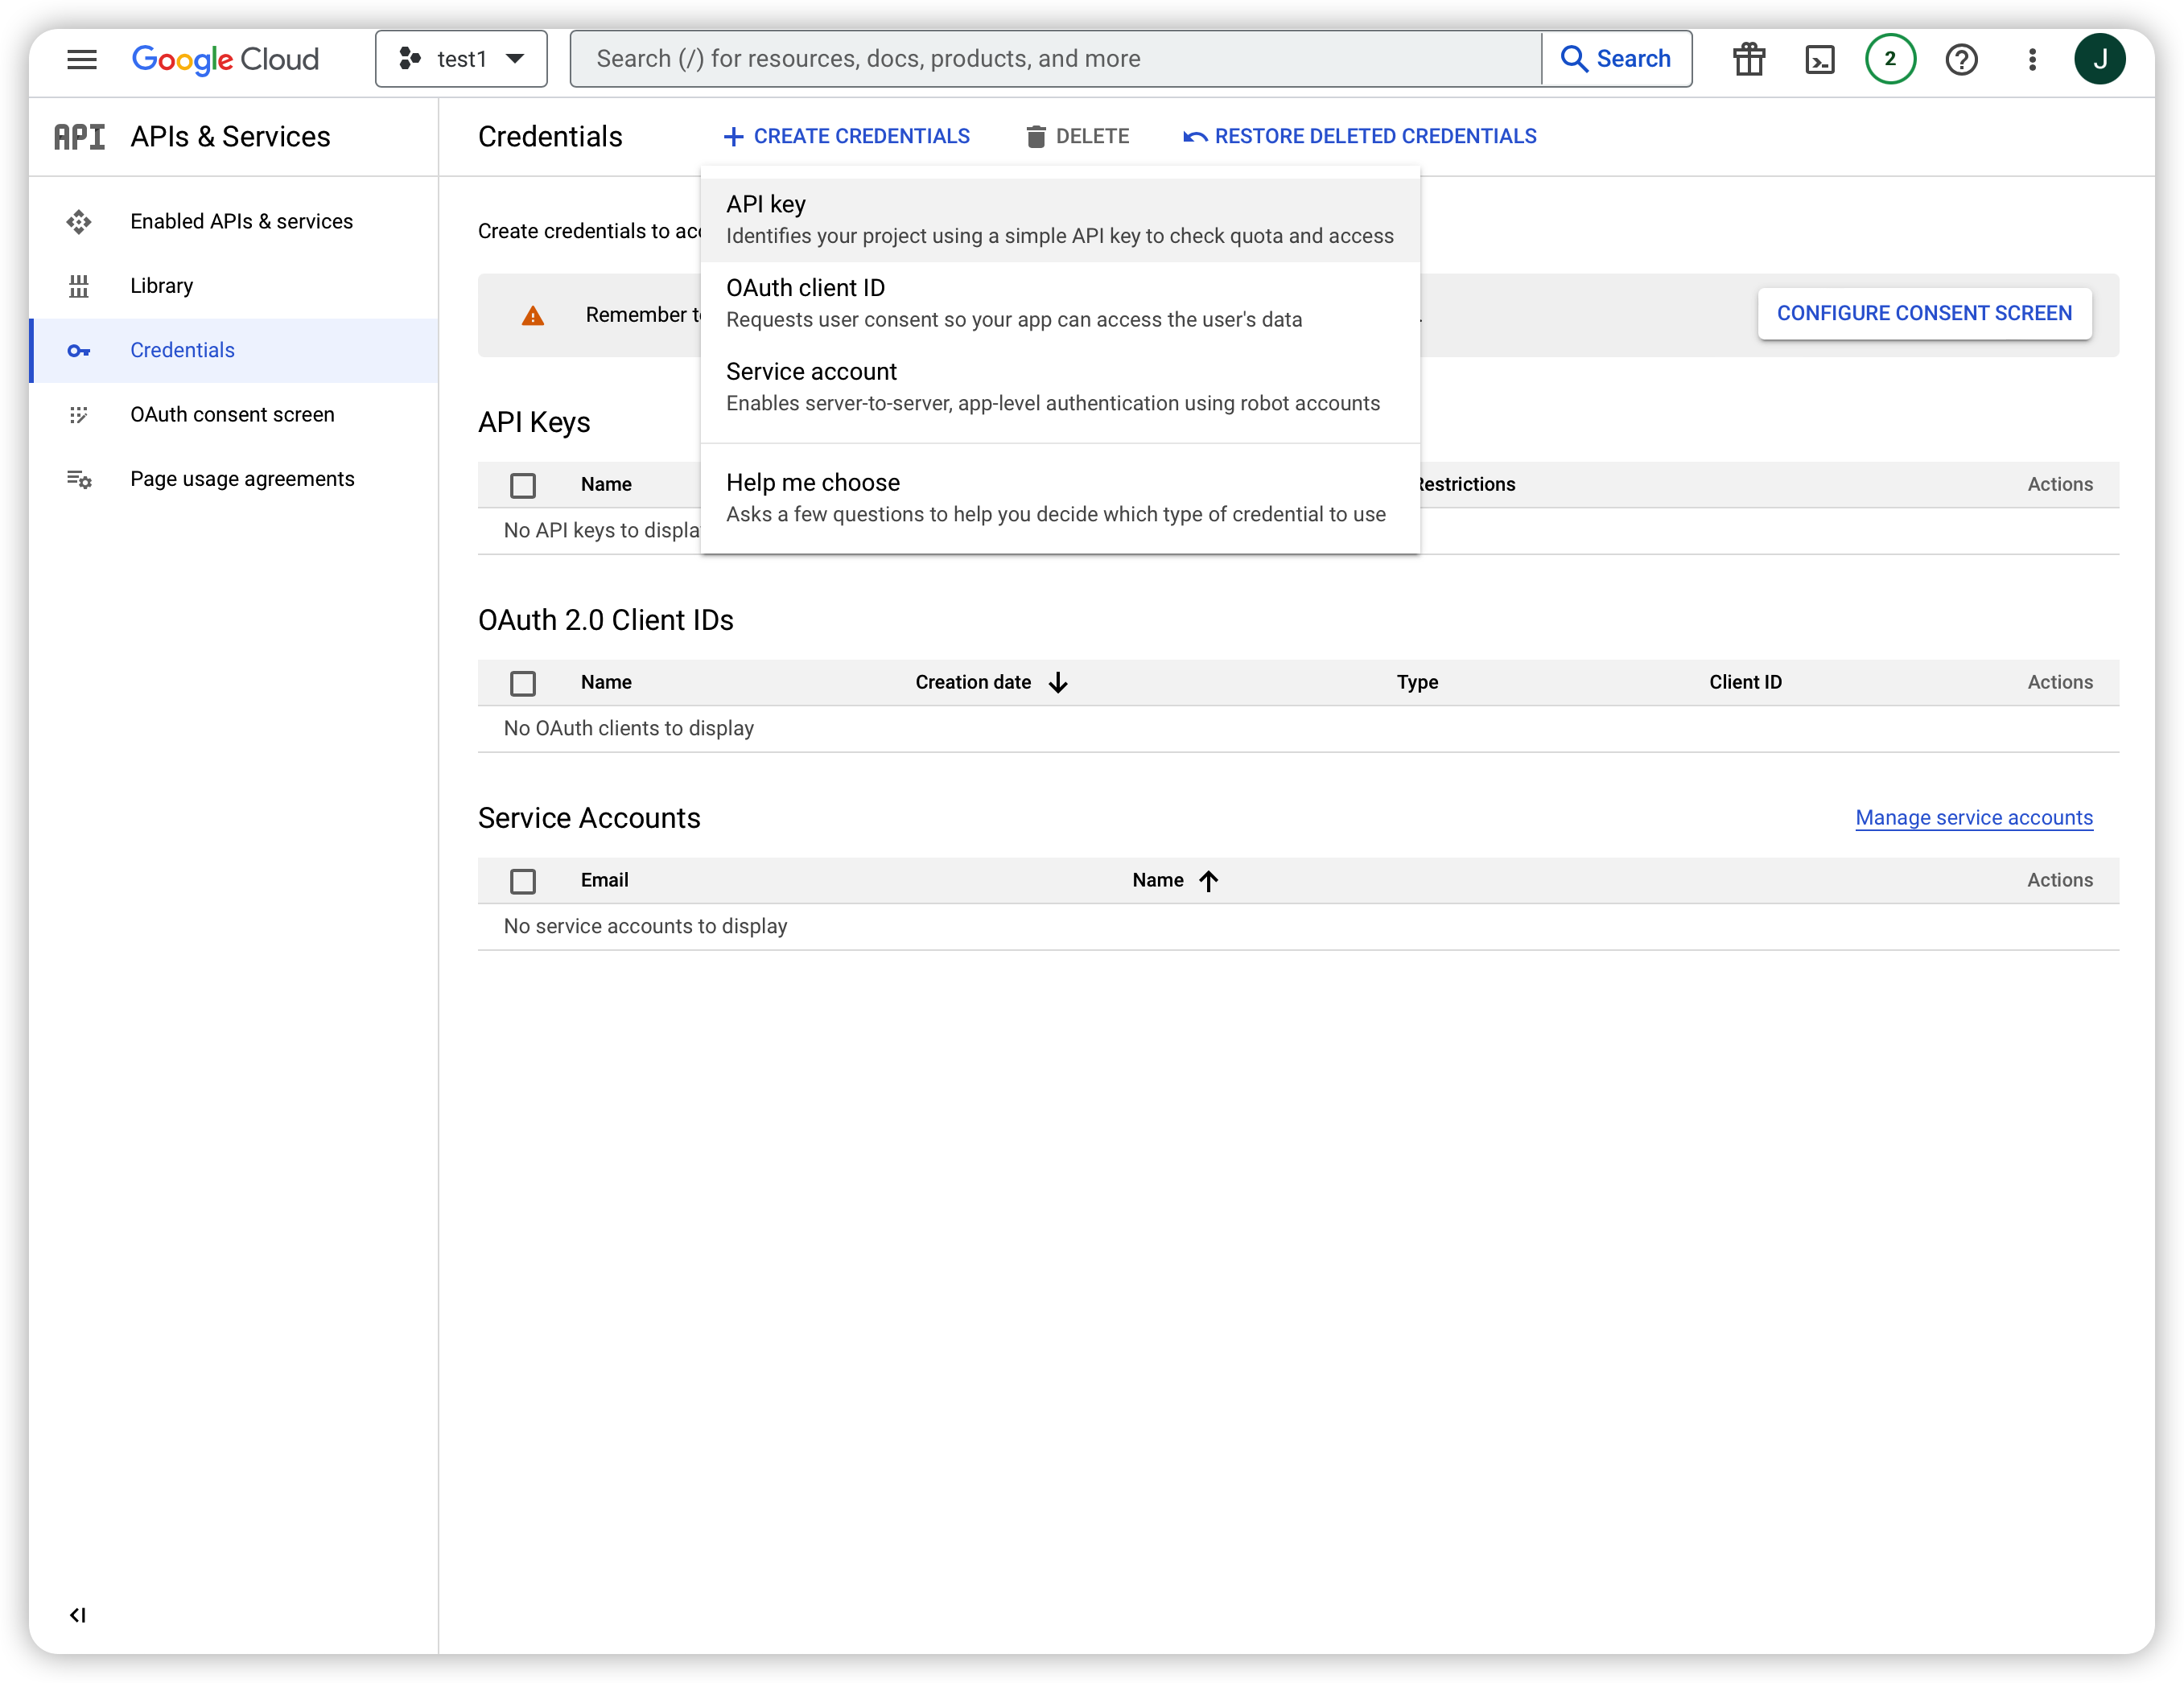 Google Cloud
test1
Search (/) for resources, docs, products, and more
Search
2
J
API
APIs & Services
Credentials
CREATE CREDENTIALS
DELETE
RESTORE DELETED CREDENTIALS
Enabled APIs & services
Library
Credentials
OAuth consent screen
Page usage agreements
API key
Identifies your project using a simple API key to check quota and access
OAuth client ID
Requests user consent so your app can access the user's data
Service account
Enables server-to-server, app-level authentication using robot accounts
Help me choose
Asks a few questions to help you decide which type of credential to use
Create credentials to
Remember
CONFIGURE CONSENT SCREEN
API Keys
Name
Restrictions
Actions
No API keys to
OAuth 2.0 Client IDs
Name
Creation date
Type
Client ID
Actions
No OAuth clients to display
Service Accounts
Manage service accounts
Email
Name
Actions
No service accounts to display